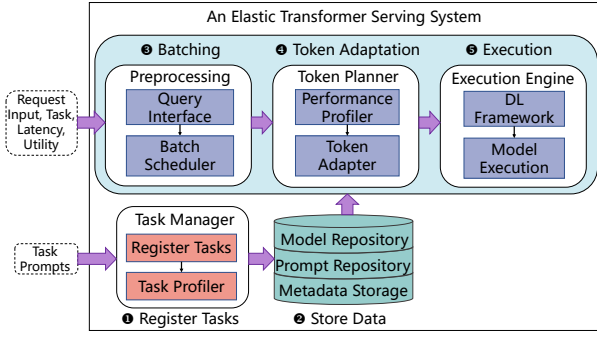 An Elastic Transformer Serving System
❸ Batching
❹ Token Adaptation
❺ Execution
Request
Input, Task,
Latency,
Utility
Preprocessing
Query
Interface
Batch
Scheduler
Token Planner
Performance
Profiler
Token
Adapter
Execution Engine
DL
Framework
Model
Execution
Task
Prompts
Task Manager
Register Tasks
Task Profiler
Model Repository
Prompt Repository
Metadata Storage
❶ Register Tasks
❷ Store Data